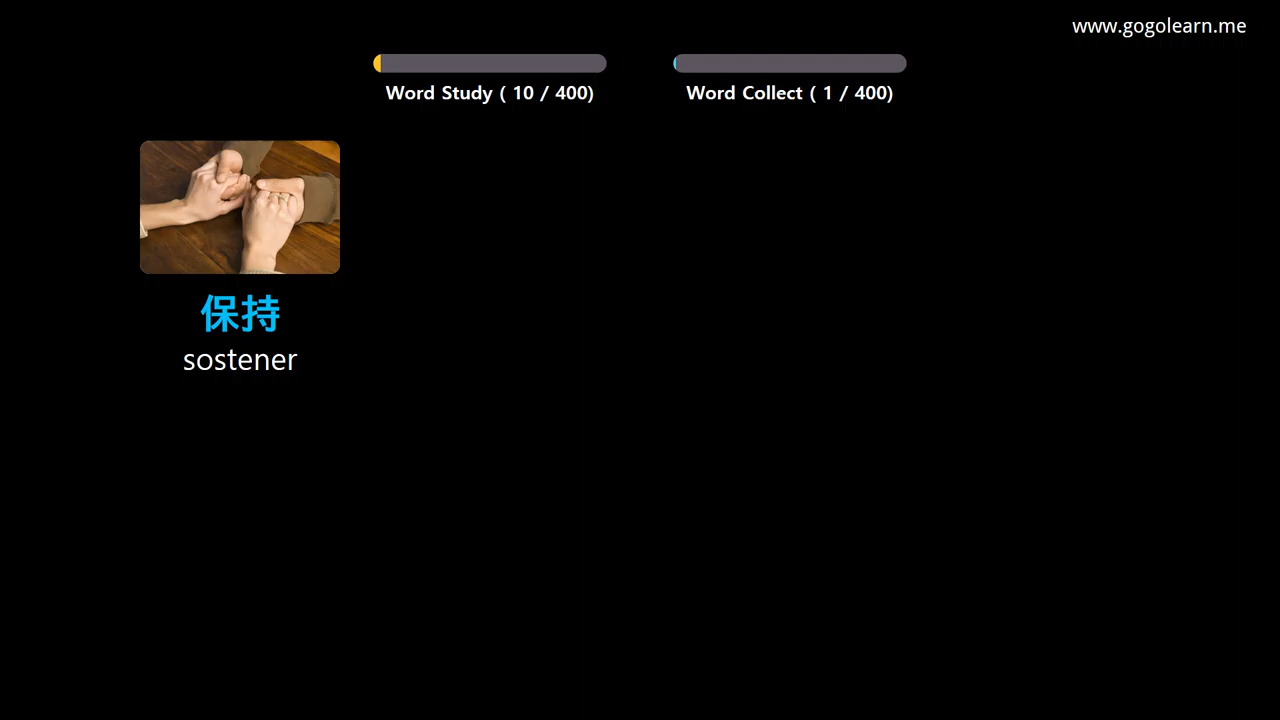 www.gogolearn.me
Word Study ( 10 / 400)
Word Collect ( 1 / 400)
保持
sostener